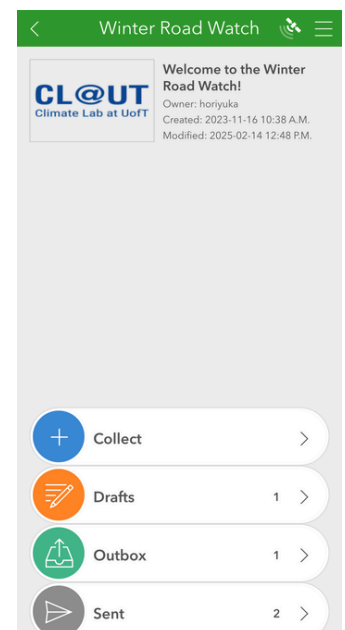 Winter Road Watch
CL@UT
Climate Lab at UofT
Welcome to the Winter
Road Watch!
Owner: horiyuka
Created: 2023-11-16 10:38 A.M.
Modified: 2025-02-14 12:48 P.M.
Collect
Drafts 1
Outbox 1
Sent 2